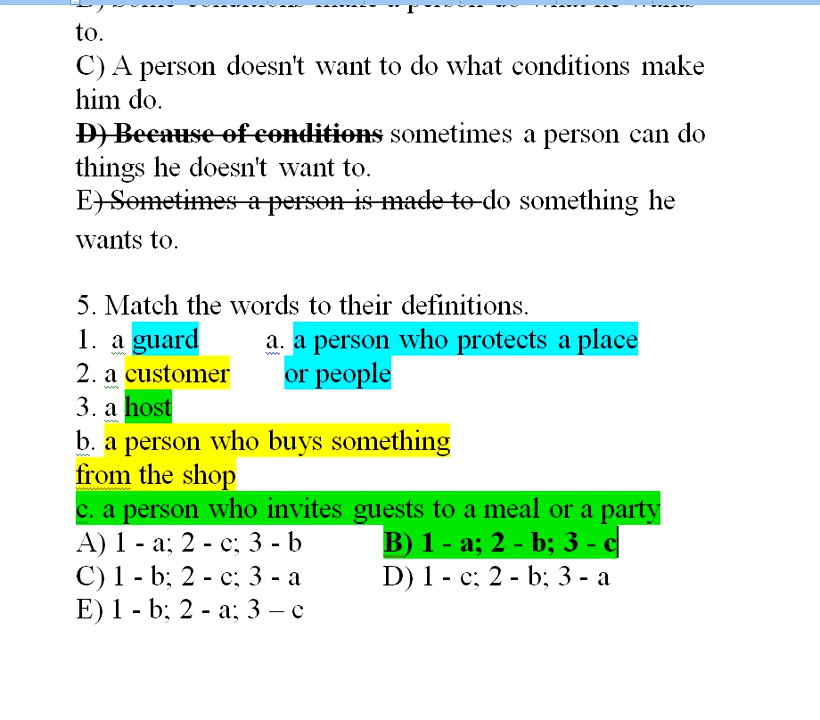 to.
C) A person doesn't want to do what conditions make
him do.
D) Because of conditions sometimes a person can do
things he doesn't want to.
E) Sometimes a person is made to do something he
wants to.
5. Match the words to their definitions.
1. a guard a. a person who protects a place
2. a customer or people
3. a host
b. a person who buys something
from the shop
c. a person who invites guests to a meal or a party
A) 1 - a; 2 - c; 3 - b B) 1 - a; 2 - b; 3 - c
C) 1 - b; 2 - c; 3 - a D) 1 - c; 2 - b; 3 - a
E) 1 - b; 2 - a; 3 – c